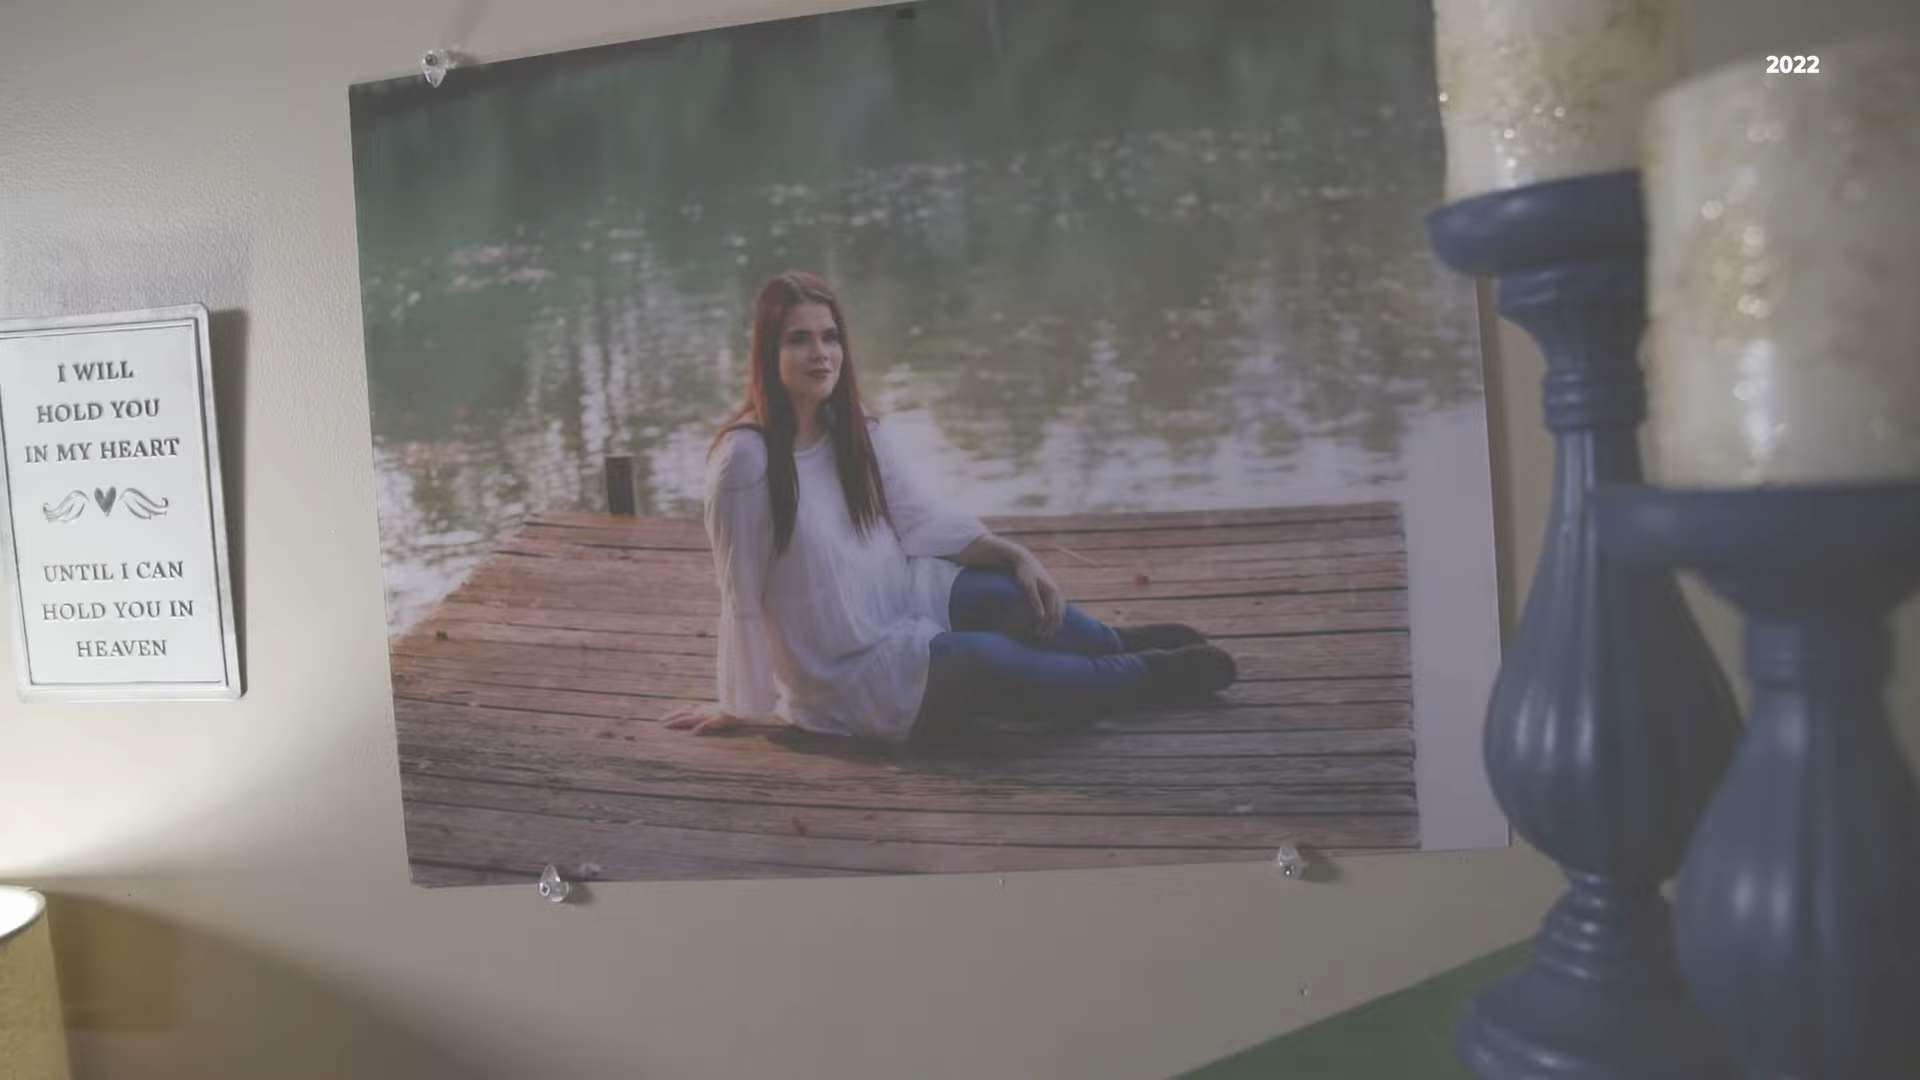 2022
I WILL
HOLD YOU
IN MY HEART
UNTIL I CAN
HOLD YOU IN
HEAVEN